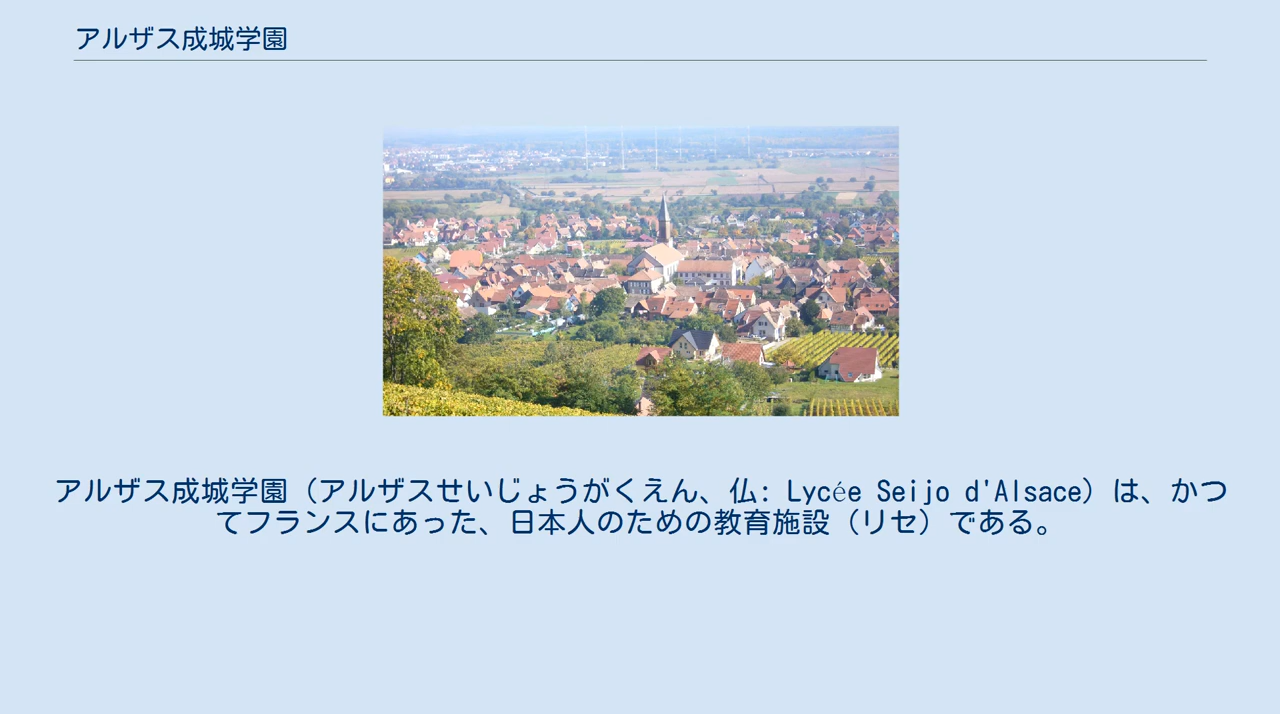 アルザス成城学園
アルザス成城学園（アルザスせいじょうがくえん、仏: Lycée Seijo d'Alsace）は、かつ
てフランスにあった、日本人のための教育施設（リセ）である。